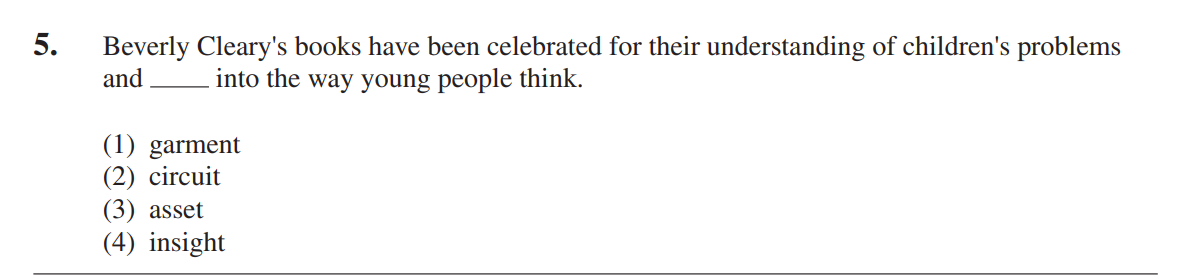 5. Beverly Cleary's books have been celebrated for their understanding of children's problems
and ____ into the way young people think.
(1) garment
(2) circuit
(3) asset
(4) insight